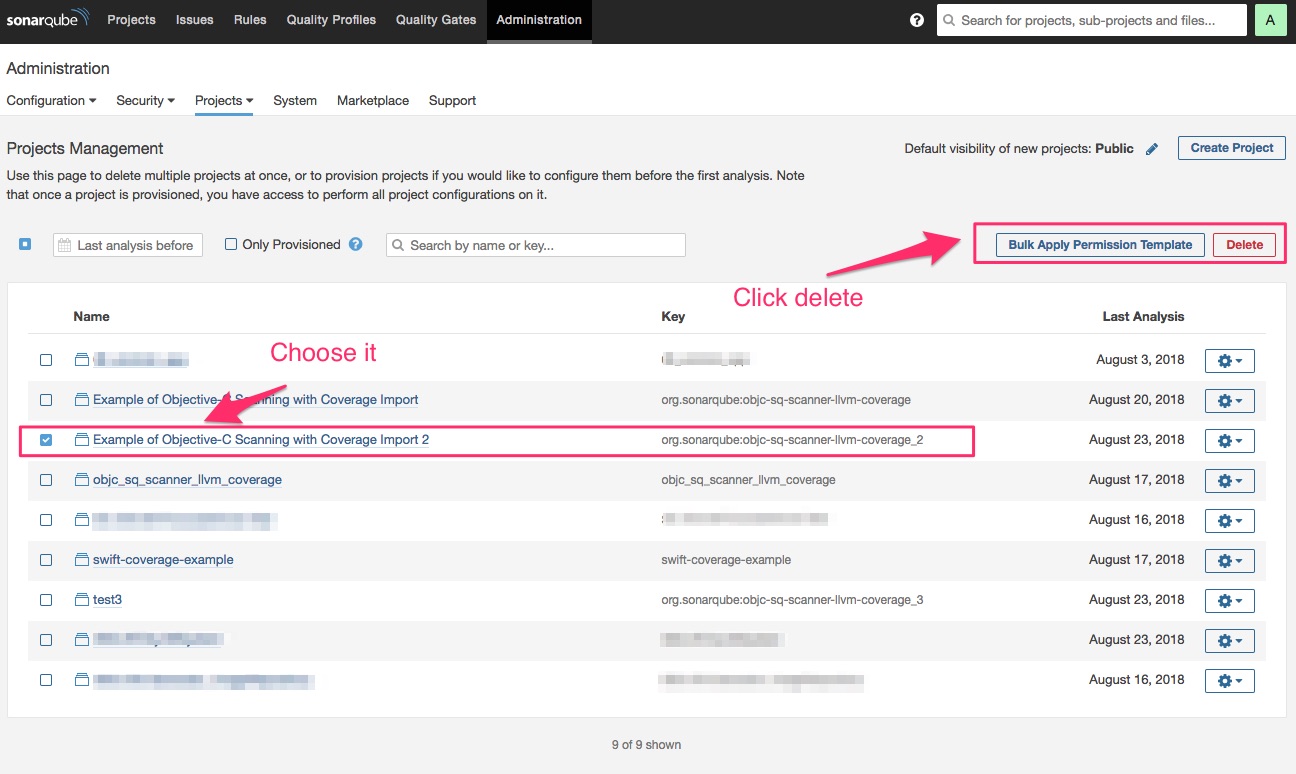 sonarqube Projects Issues Rules Quality Profiles Quality Gates Administration ? Search for projects, sub-projects and files... A
Administration
Configuration Security Projects System Marketplace Support
Projects Management Default visibility of new projects: Public Create Project
Use this page to delete multiple projects at once, or to provision projects if you would like to configure them before the first analysis. Note
that once a project is provisioned, you have access to perform all project configurations on it.
Last analysis before Only Provisioned ? Search by name or key... Bulk Apply Permission Template Delete
Click delete
Name Key Last Analysis
Choose it
August 3, 2018
Example of Objective-C Scanning with Coverage Import org.sonarqube:objc-sq-scanner-llvm-coverage August 20, 2018
Example of Objective-C Scanning with Coverage Import 2 org.sonarqube:objc-sq-scanner-llvm-coverage_2 August 23, 2018
objc_sq_scanner_llvm_coverage objc_sq_scanner_llvm_coverage August 17, 2018
August 16, 2018
swift-coverage-example swift-coverage-example August 17, 2018
test3 org.sonarqube:objc-sq-scanner-llvm-coverage_3 August 23, 2018
August 23, 2018
August 16, 2018
9 of 9 shown